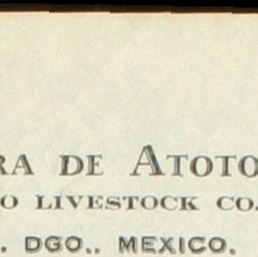 RA DE ATOTO
O LIVESTOCK CO.
. DGO., MEXICO.